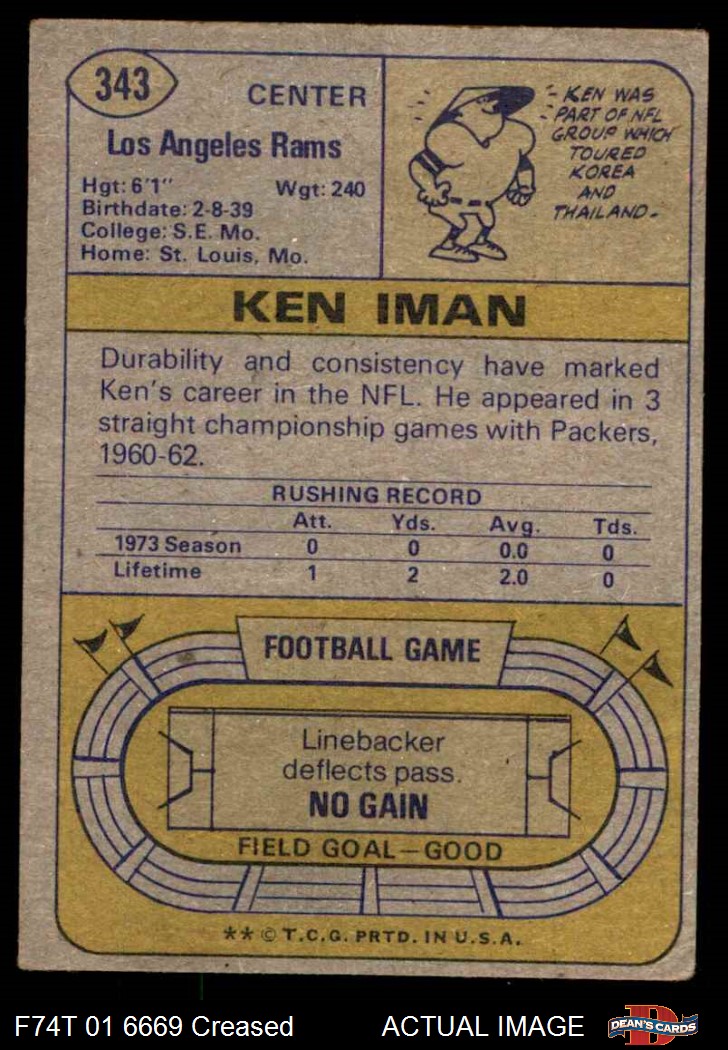 343
CENTER
Los Angeles Rams
Hgt: 6'1" Wgt: 240
Birthdate: 2-8-39
College: S.E. Mo.
Home: St. Louis, Mo.
KEN WAS
PART OF NFL
GROUP WHICH
TOURED
KOREA
AND
THAILAND.
KEN IMAN
Durability and consistency have marked
Ken's career in the NFL. He appeared in 3
straight championship games with Packers,
1960-62.
RUSHING RECORD
Att. Yds. Avg. Tds.
1973 Season 0 0 0.0 0
Lifetime 1 2 2.0 0
FOOTBALL GAME
Linebacker
deflects pass.
NO GAIN
FIELD GOAL—GOOD
** © T.C.G. PRTD. IN U.S.A.
F74T 01 6669 Creased ACTUAL IMAGE
D
DEAN'S CARDS